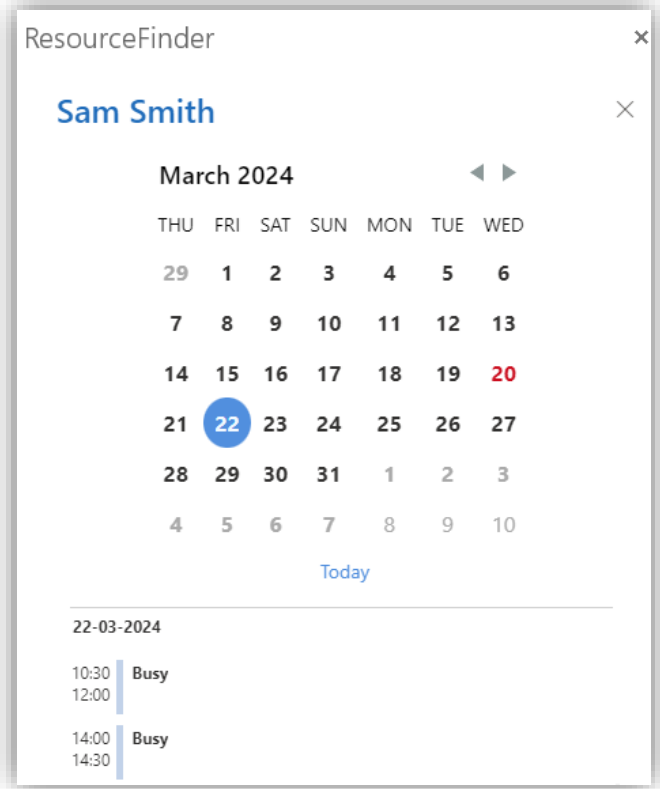 ResourceFinder ×
Sam Smith ×
March 2024 ◀ ▶
THU FRI SAT SUN MON TUE WED
29 1 2 3 4 5 6
7 8 9 10 11 12 13
14 15 16 17 18 19 20
21 22 23 24 25 26 27
28 29 30 31 1 2 3
4 5 6 7 8 9 10
Today
22-03-2024
10:30 Busy
12:00
14:00 Busy
14:30